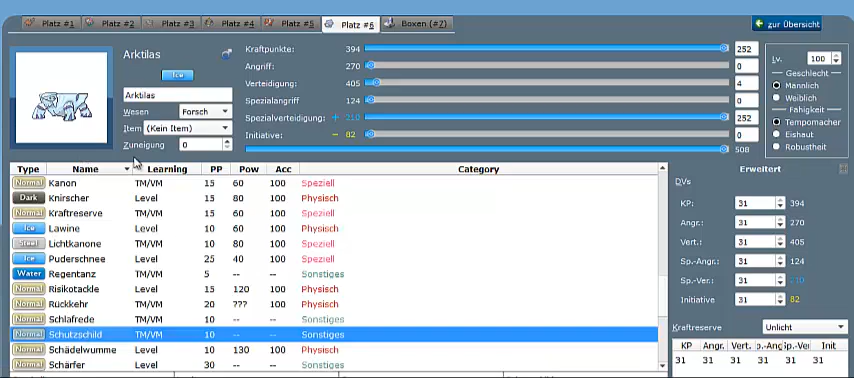 Platz #1 Platz #2 Platz #3 Platz #4 Platz #5 Platz #6 Boxen (#7) zur Übersicht
Arktilas
Ice
Arktilas
Wesen Forsch
Item (Kein Item)
Zuneigung 0
Kraftpunkte: 394 252
Angriff: 270 0
Verteidigung: 405 4
Spezialangriff 124 0
Spezialverteidigung: + 210 252
Initiative: − 82 0
508
Lv. 100
Geschlecht
Männlich
Weiblich
Fähigkeit
Tempomacher
Eishaut
Robustheit
Type Name Learning PP Pow Acc Category
Normal Kanon TM/VM 15 60 100 Speziell
Dark Knirscher Level 15 80 100 Physisch
Normal Kraftreserve TM/VM 15 60 100 Speziell
Ice Lawine Level 10 60 100 Physisch
Steel Lichtkanone TM/VM 10 80 100 Speziell
Ice Puderschnee Level 25 40 100 Speziell
Water Regentanz TM/VM 5 -- -- Sonstiges
Normal Risikotackle Level 15 120 100 Physisch
Normal Rückkehr TM/VM 20 ??? 100 Physisch
Normal Schlafrede TM/VM 10 -- -- Sonstiges
Normal Schutzschild TM/VM 10 -- -- Sonstiges
Normal Schädelwumme Level 10 130 100 Physisch
Normal Schärfer Level 30 -- -- Sonstiges
Erweitert
DVs
KP: 31 394
Angr.: 31 270
Vert.: 31 405
Sp.-Angr.: 31 124
Sp.-Ver.: 31 210
Initiative 31 82
Kraftreserve Unlicht
KP Angr. Vert. Sp.-Ang Sp.-Ver Init
31 31 31 31 31 31